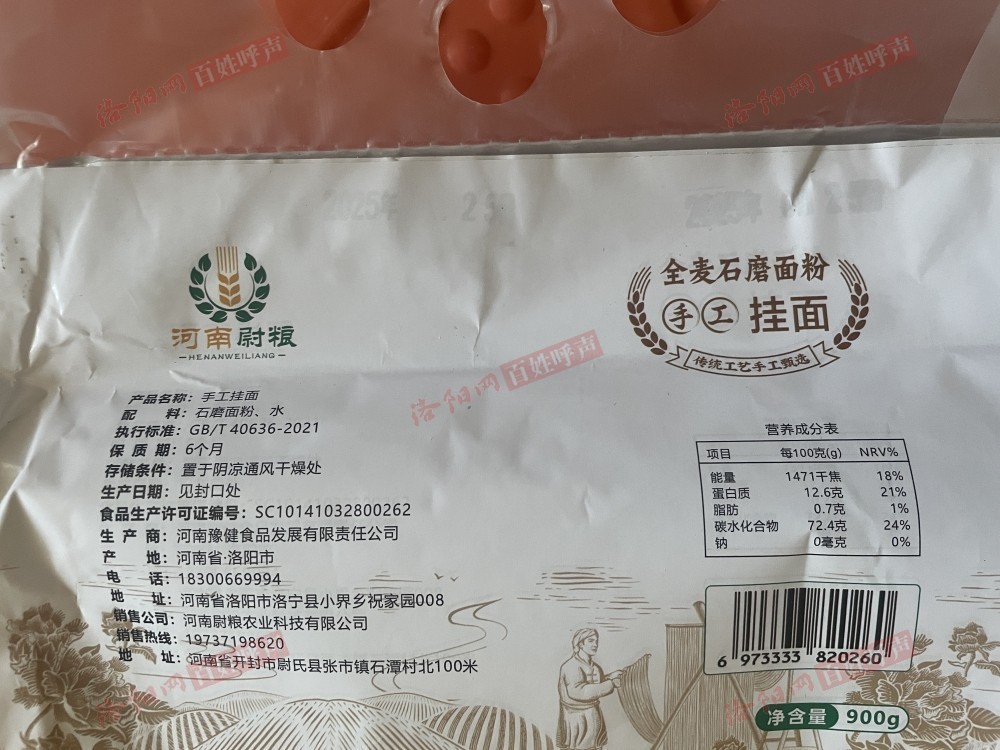 洛阳网 百姓呼声
洛阳网 百姓呼声
2025年 25
河南尉粮
HENANWEILIANG
全麦石磨面粉
手工 挂面
传统工艺手工甄选
洛阳网 百姓呼声
产品名称：手工挂面
配 料：石磨面粉、水
执行标准：GB/T 40636-2021
保 质 期：6个月
存储条件：置于阴凉通风干燥处
生产日期：见封口处
食品生产许可证编号：SC10141032800262
生 产 商：河南豫健食品发展有限责任公司
产 地：河南省·洛阳市
电 话：18300669994
地 址：河南省洛阳市洛宁县小界乡祝家园008
销售公司：河南尉粮农业科技有限公司
销售热线：19737198620
地 址：河南省开封市尉氏县张市镇石潭村北100米
营养成分表
项目 每100克(g) NRV%
能量 1471千焦 18%
蛋白质 12.6克 21%
脂肪 0.7克 1%
碳水化合物 72.4克 24%
钠 0毫克 0%
6 973333 820260
净含量 900g
洛阳网 百姓呼声
洛阳网 百姓呼声